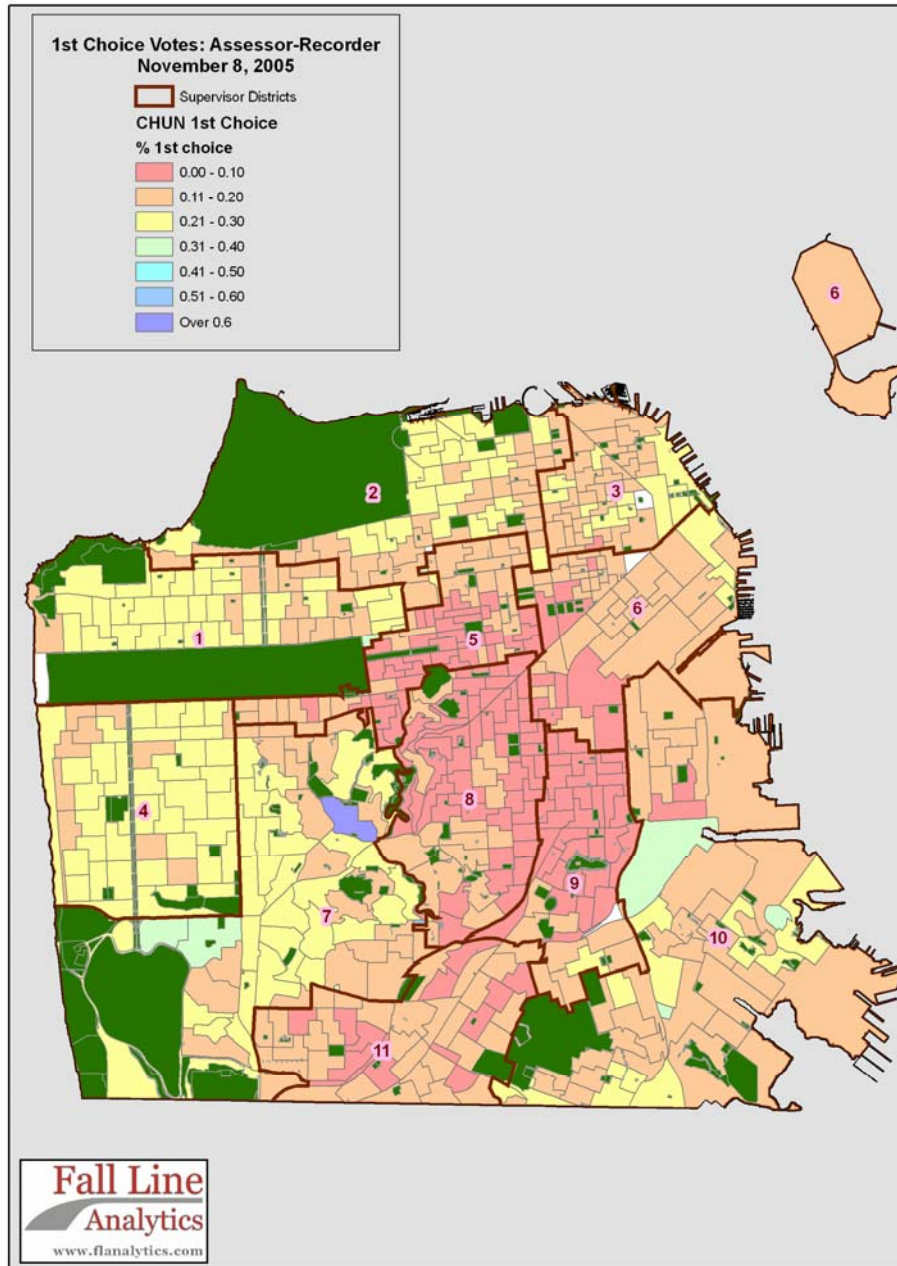 1st Choice Votes: Assessor-Recorder
November 8, 2005
Supervisor Districts
CHUN 1st Choice
% 1st choice
0.00 - 0.10
0.11 - 0.20
0.21 - 0.30
0.31 - 0.40
0.41 - 0.50
0.51 - 0.60
Over 0.6
6
2
3
6
1
5
4
8
9
7
10
11
Fall Line
Analytics
www.flanalytics.com